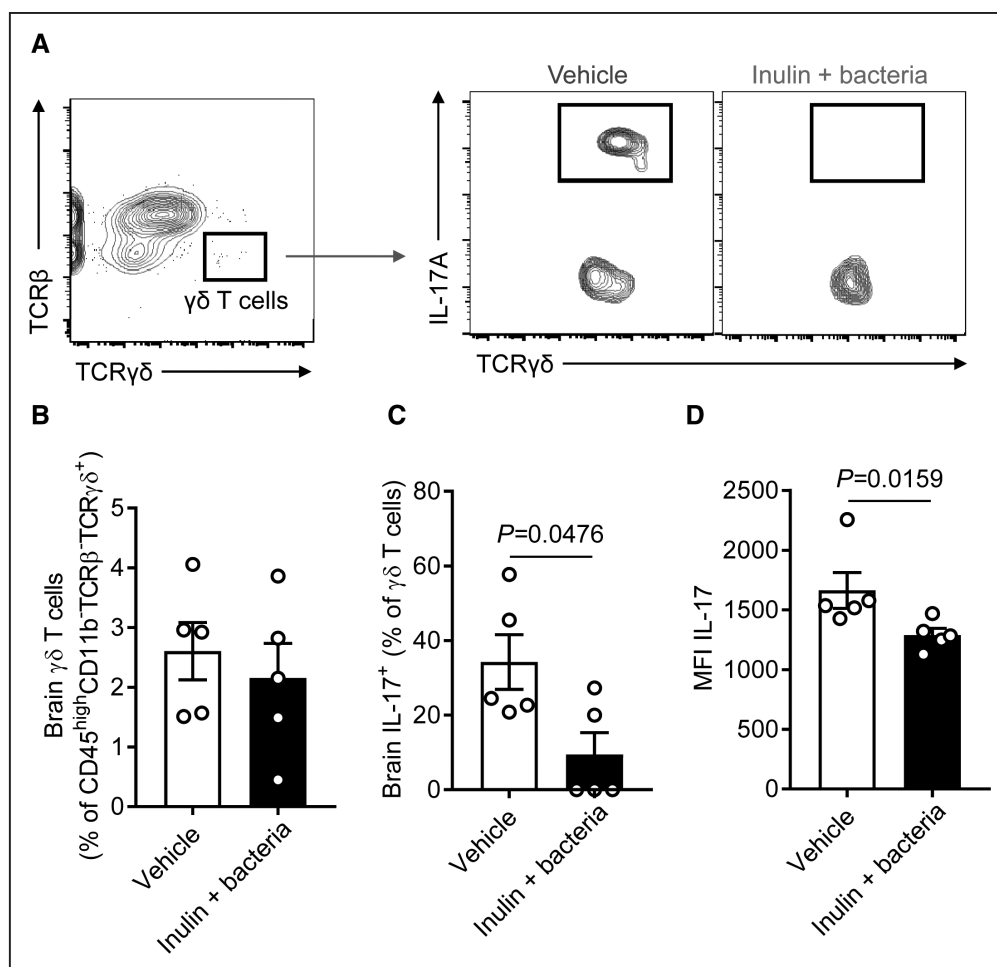 A
Vehicle
Inulin + bacteria
TCRβ
γδ T cells
TCRγδ
IL-17A
TCRγδ
B
Brain γδ T cells
(% of CD45highCD11b-TCRβ-TCRγδ+)
5
4
3
2
1
0
Vehicle
Inulin + bacteria
C
Brain IL-17+ (% of γδ T cells)
80
60
40
20
0
P=0.0476
Vehicle
Inulin + bacteria
D
MFI IL-17
2500
2000
1500
1000
500
0
P=0.0159
Vehicle
Inulin + bacteria